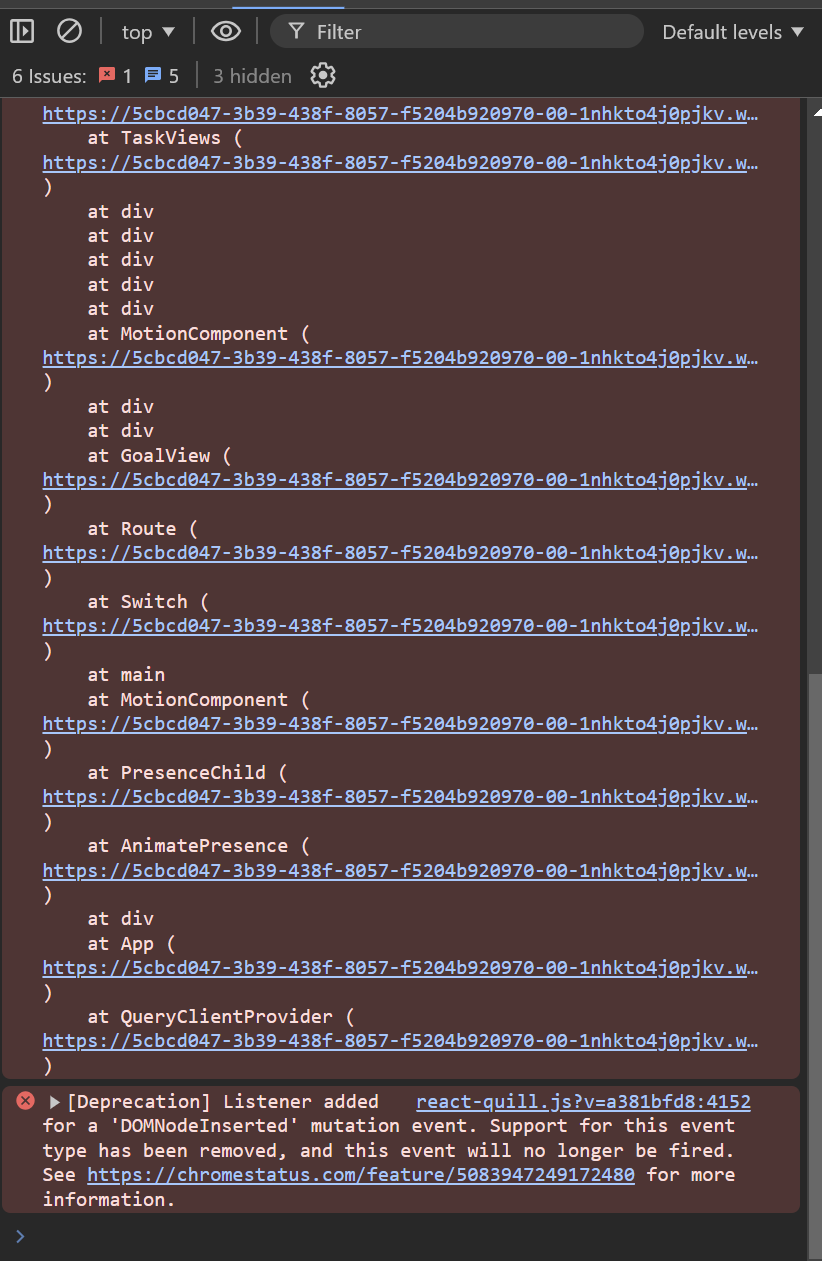 top ▼ Filter Default levels ▼
6 Issues: 1 5 3 hidden
https://5cbcd047-3b39-438f-8057-f5204b920970-00-1nhkto4j0pjkv.w…
at TaskViews (
https://5cbcd047-3b39-438f-8057-f5204b920970-00-1nhkto4j0pjkv.w…
)
at div
at div
at div
at div
at div
at MotionComponent (
https://5cbcd047-3b39-438f-8057-f5204b920970-00-1nhkto4j0pjkv.w…
)
at div
at div
at GoalView (
https://5cbcd047-3b39-438f-8057-f5204b920970-00-1nhkto4j0pjkv.w…
)
at Route (
https://5cbcd047-3b39-438f-8057-f5204b920970-00-1nhkto4j0pjkv.w…
)
at Switch (
https://5cbcd047-3b39-438f-8057-f5204b920970-00-1nhkto4j0pjkv.w…
)
at main
at MotionComponent (
https://5cbcd047-3b39-438f-8057-f5204b920970-00-1nhkto4j0pjkv.w…
)
at PresenceChild (
https://5cbcd047-3b39-438f-8057-f5204b920970-00-1nhkto4j0pjkv.w…
)
at AnimatePresence (
https://5cbcd047-3b39-438f-8057-f5204b920970-00-1nhkto4j0pjkv.w…
)
at div
at App (
https://5cbcd047-3b39-438f-8057-f5204b920970-00-1nhkto4j0pjkv.w…
)
at QueryClientProvider (
https://5cbcd047-3b39-438f-8057-f5204b920970-00-1nhkto4j0pjkv.w…
)
[Deprecation] Listener added react-quill.js?v=a381bfd8:4152
for a 'DOMNodeInserted' mutation event. Support for this event
type has been removed, and this event will no longer be fired.
See https://chromestatus.com/feature/5083947249172480 for more
information.